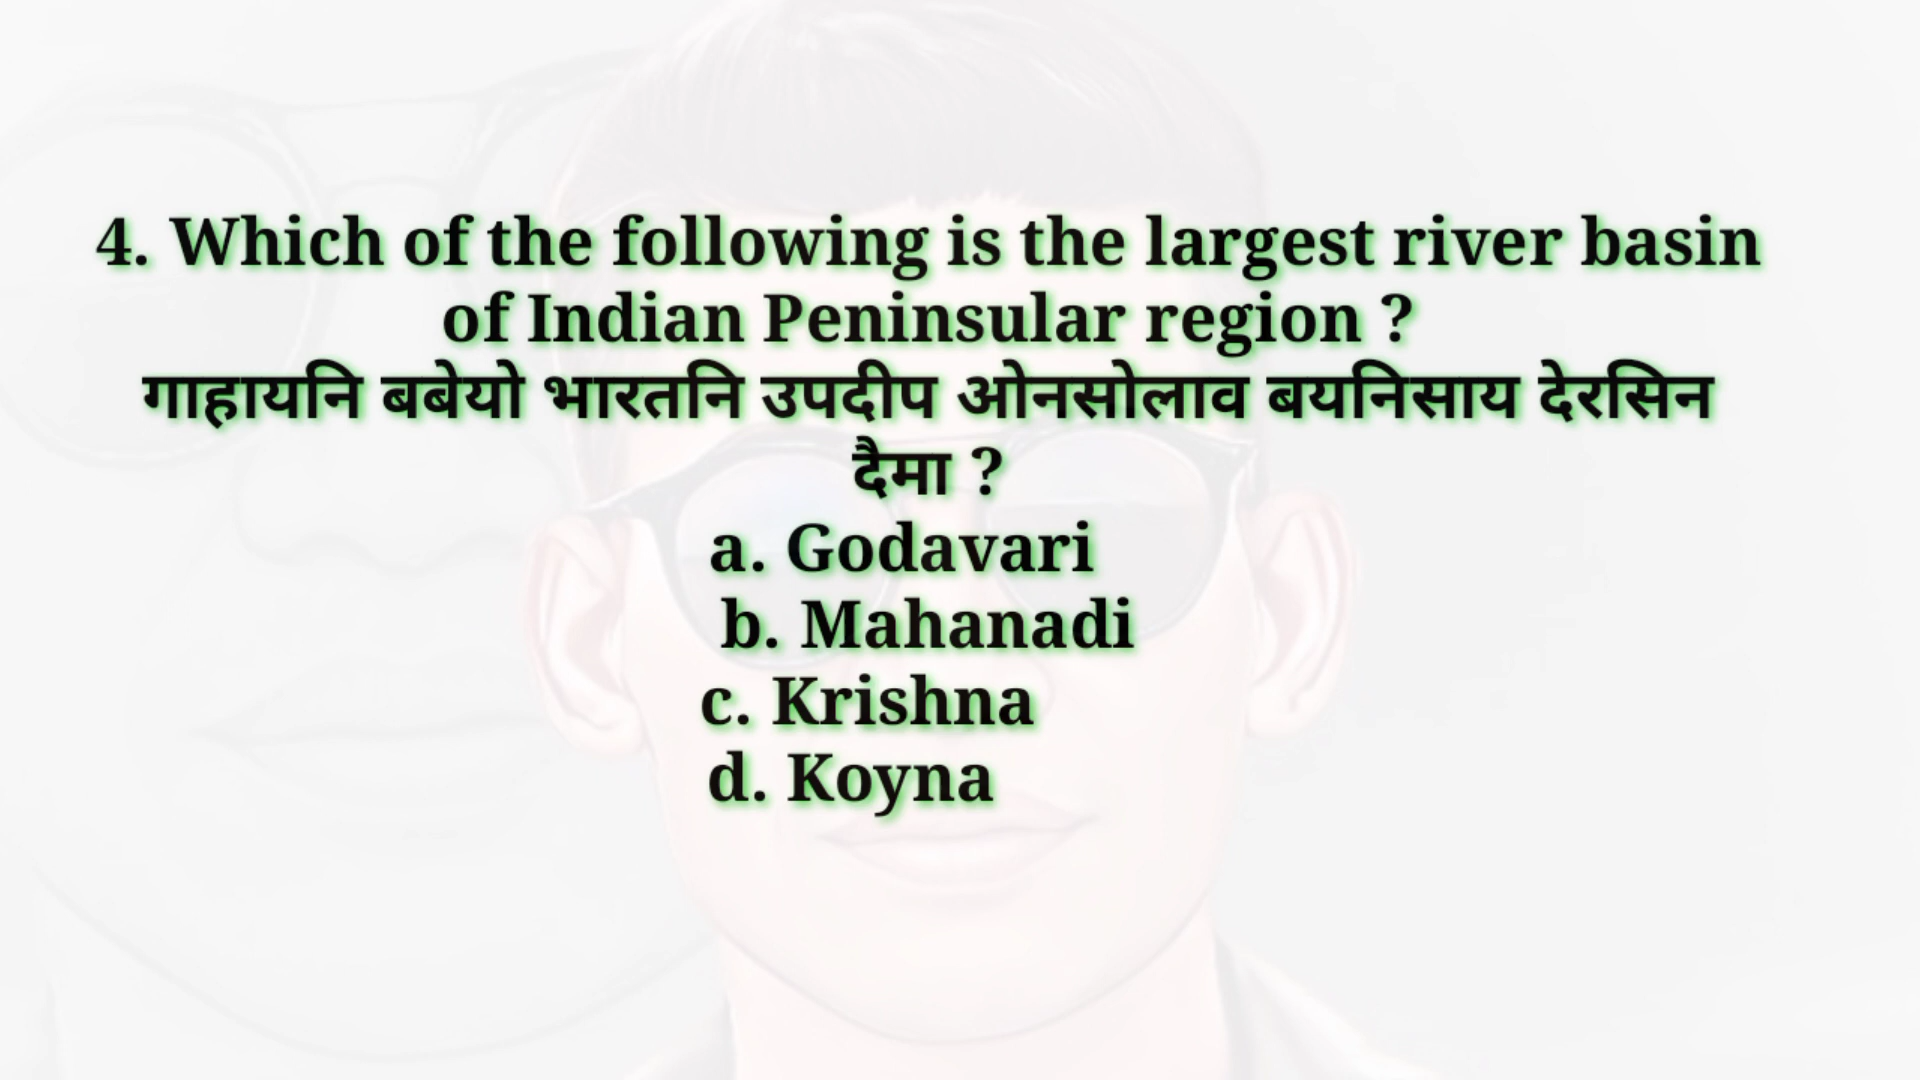 4. Which of the following is the largest river basin
of Indian Peninsular region ?
गाहायनि बबेयो भारतनि उपदीप ओनसोलाव बयनिसाय देरसिन
दैमा ?
a. Godavari
b. Mahanadi
c. Krishna
d. Koyna